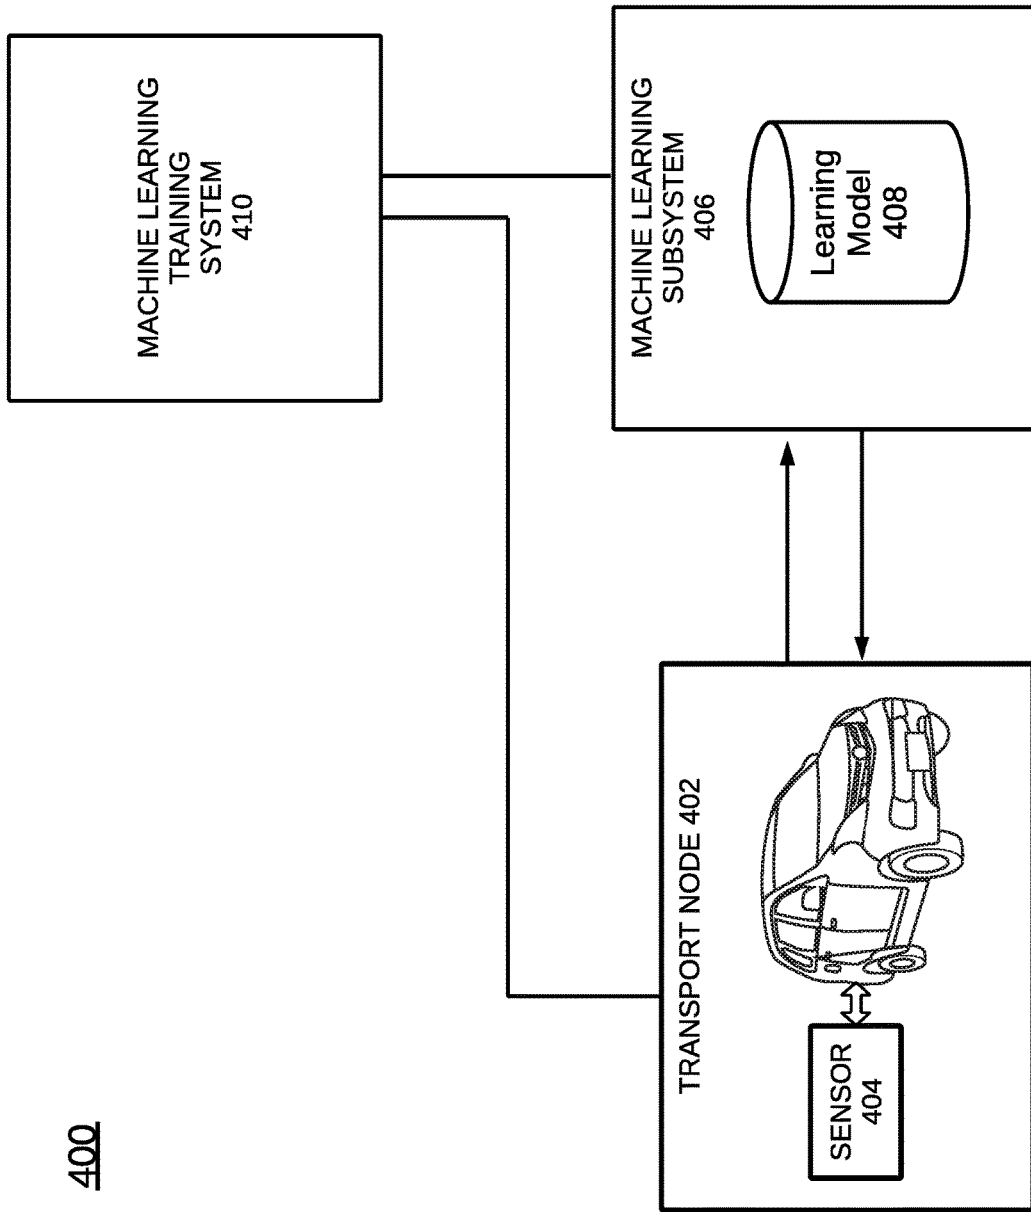 400
TRANSPORT NODE 402
SENSOR
404
MACHINE LEARNING
TRAINING
SYSTEM
410
MACHINE LEARNING
SUBSYSTEM
406
Learning
Model
408